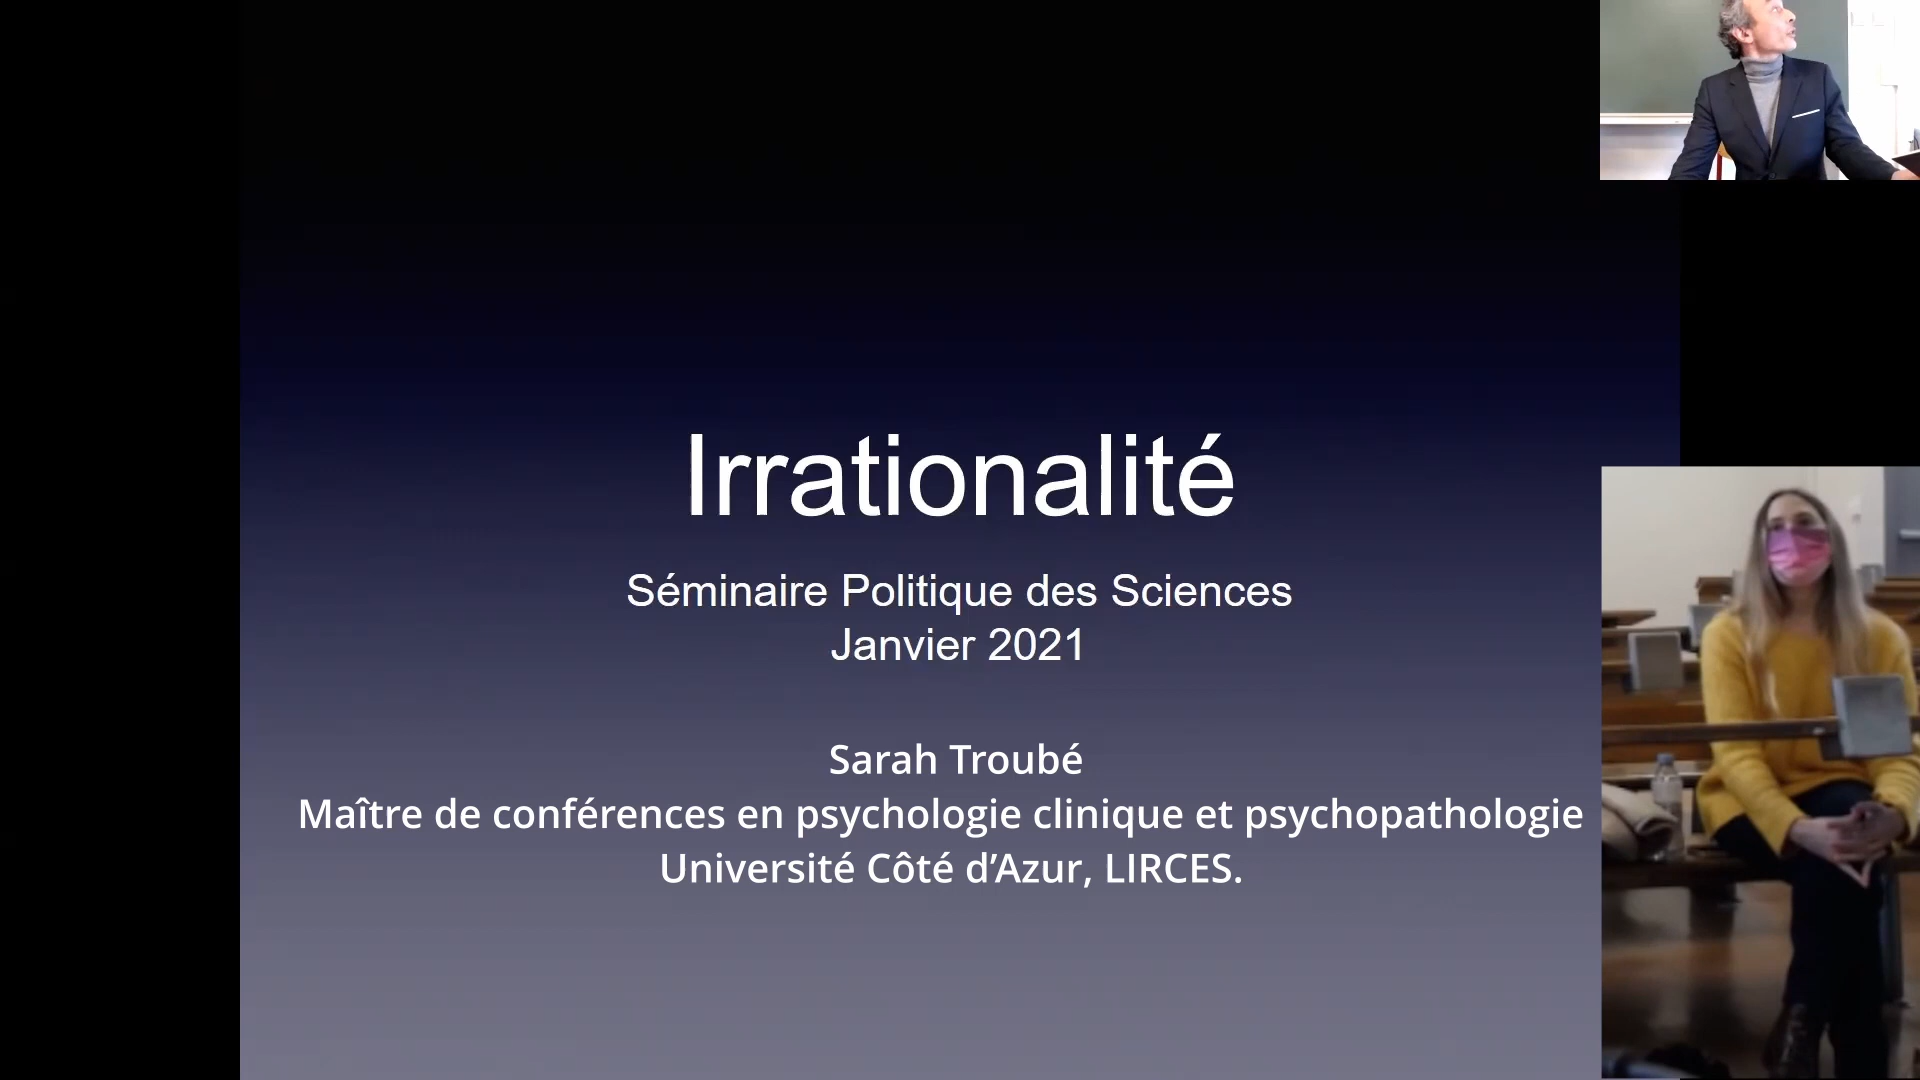 Irrationalité
Séminaire Politique des Sciences
Janvier 2021
Sarah Troubé
Maître de conférences en psychologie clinique et psychopathologie
Université Côté d’Azur, LIRCES.